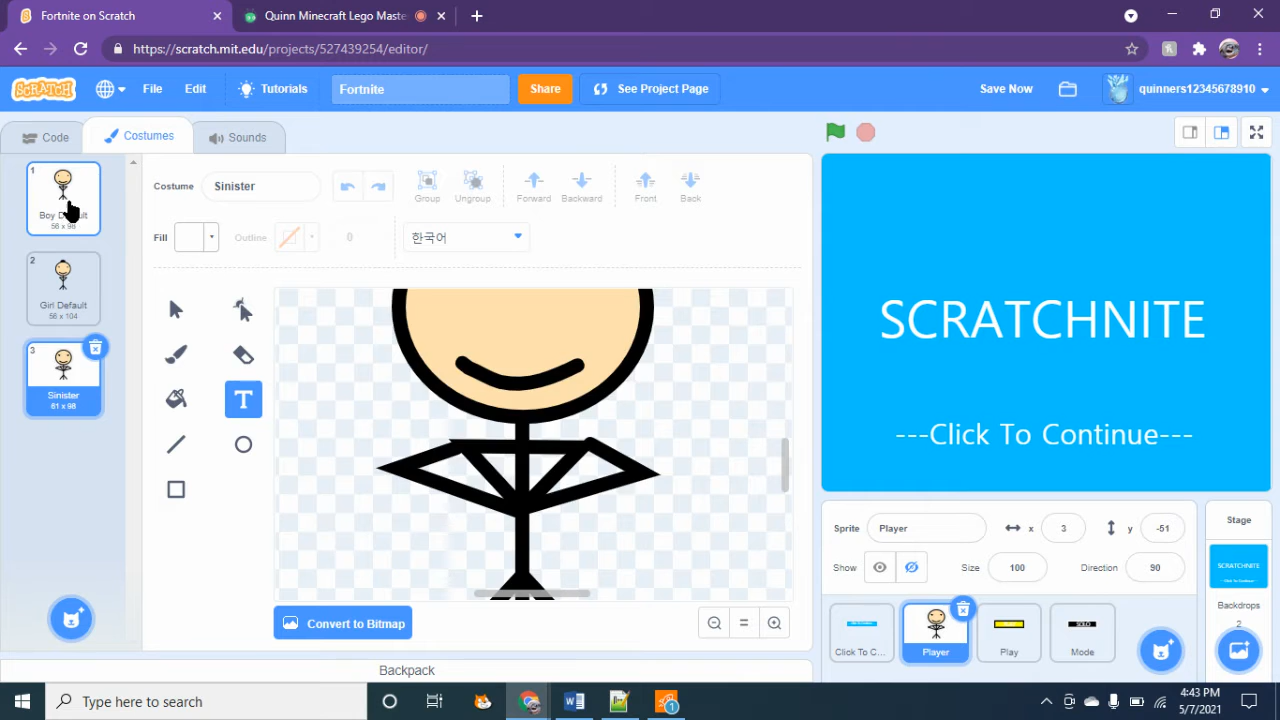 Fortnite on Scratch
Quinn Minecraft Lego Maste
https://scratch.mit.edu/projects/527439254/editor/
SCRATCH
File
Edit
Tutorials
Fortnite
Share
See Project Page
Save Now
quinners12345678910
Code
Costumes
Sounds
1
Boy
56 x 98
2
Girl Default
56 x 104
3
Sinister
81 x 98
Costume
Sinister
Group
Ungroup
Forward
Backward
Front
Back
Fill
Outline
0
한국어
T
Convert to Bitmap
SCRATCHNITE
---Click To Continue---
Sprite
Player
x
3
y
-51
Show
Size
100
Direction
90
Click To C...
Player
Play
SOLO
Mode
Stage
SCRATCHNITE
Backdrops
2
Backpack
Type here to search
W
1
4:43 PM
5/7/2021